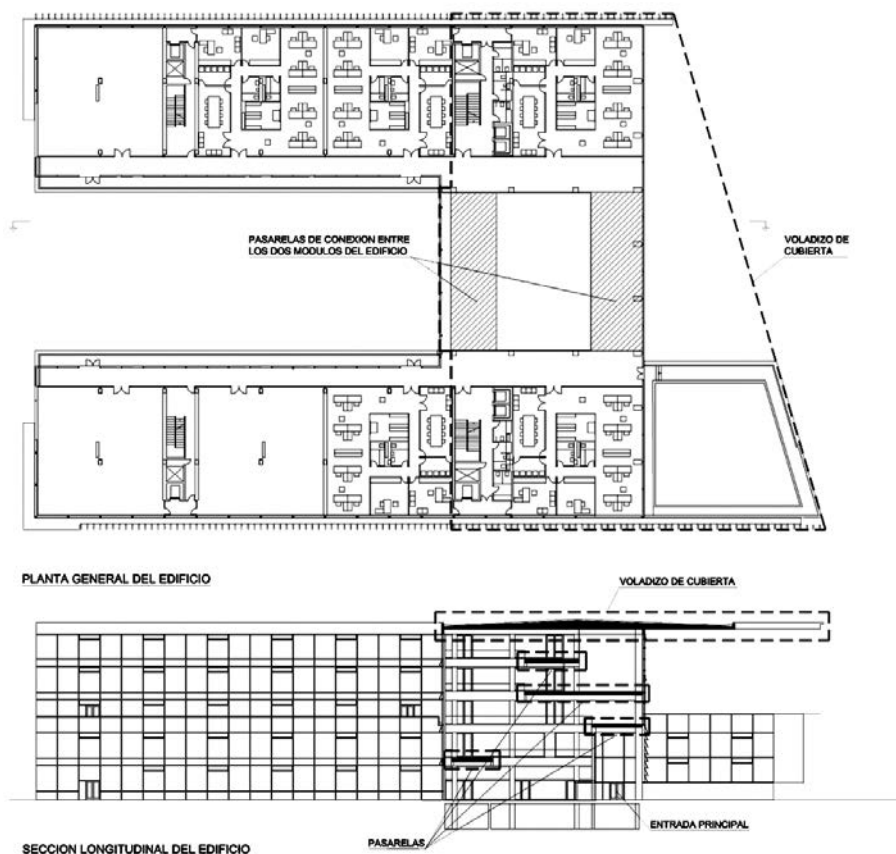 PASARELAS DE CONEXION ENTRE
LOS DOS MODULOS DEL EDIFICIO
VOLADIZO DE
CUBIERTA
PLANTA GENERAL DEL EDIFICIO
VOLADIZO DE CUBIERTA
ENTRADA PRINCIPAL
PASARELAS
SECCION LONGITUDINAL DEL EDIFICIO